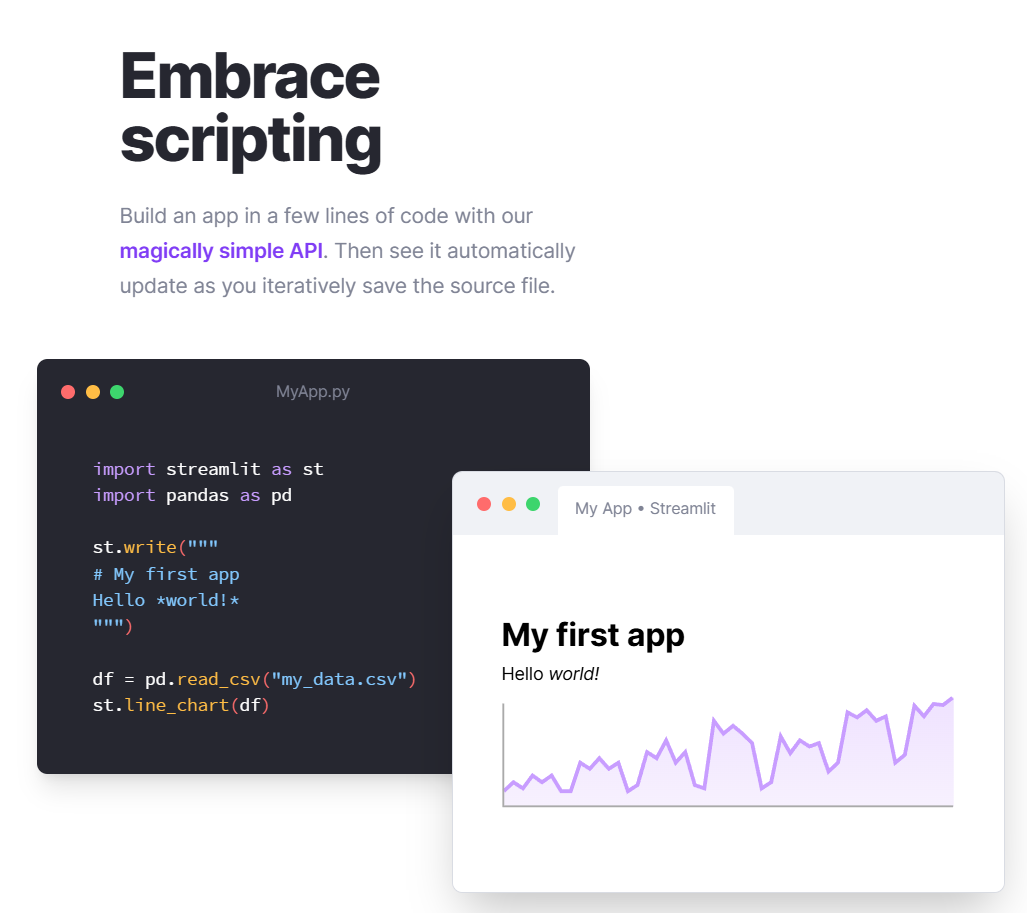 Embrace
scripting
Build an app in a few lines of code with our
magically simple API. Then see it automatically
update as you iteratively save the source file.
MyApp.py
import streamlit as st
import pandas as pd
st.write("""
# My first app
Hello *world!*
""")
df = pd.read_csv("my_data.csv")
st.line_chart(df)
My App • Streamlit
My first app
Hello world!